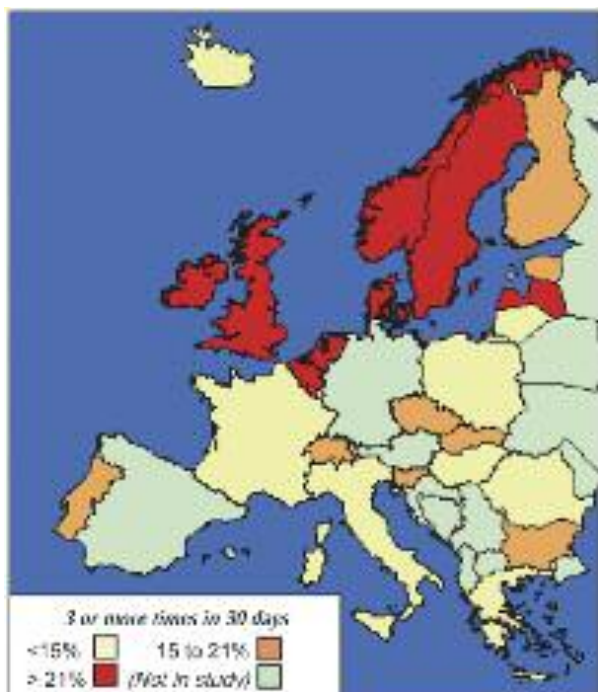 3 or more times in 30 days
<15% 15 to 21%
> 21% (Not in study)